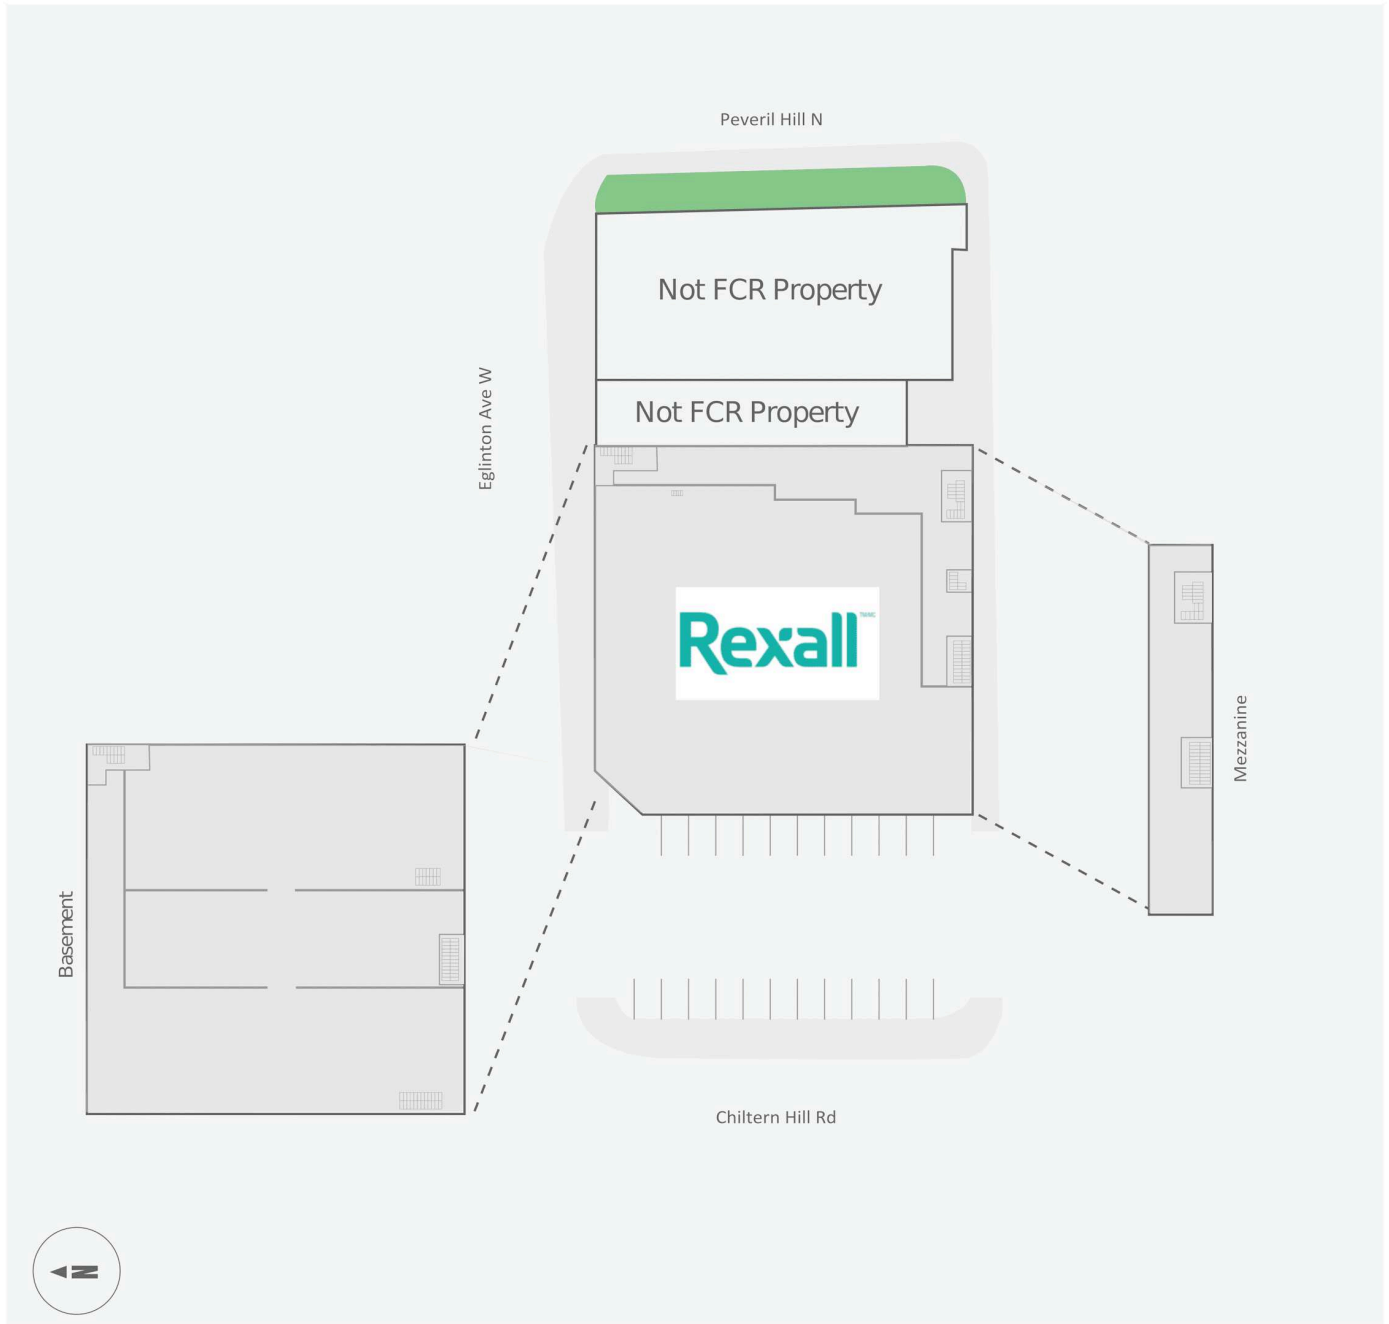 Peveril Hill N
Not FCR Property
Eglinton Ave W
Not FCR Property
Rexall
Mezzanine
Basement
Chiltern Hill Rd
N